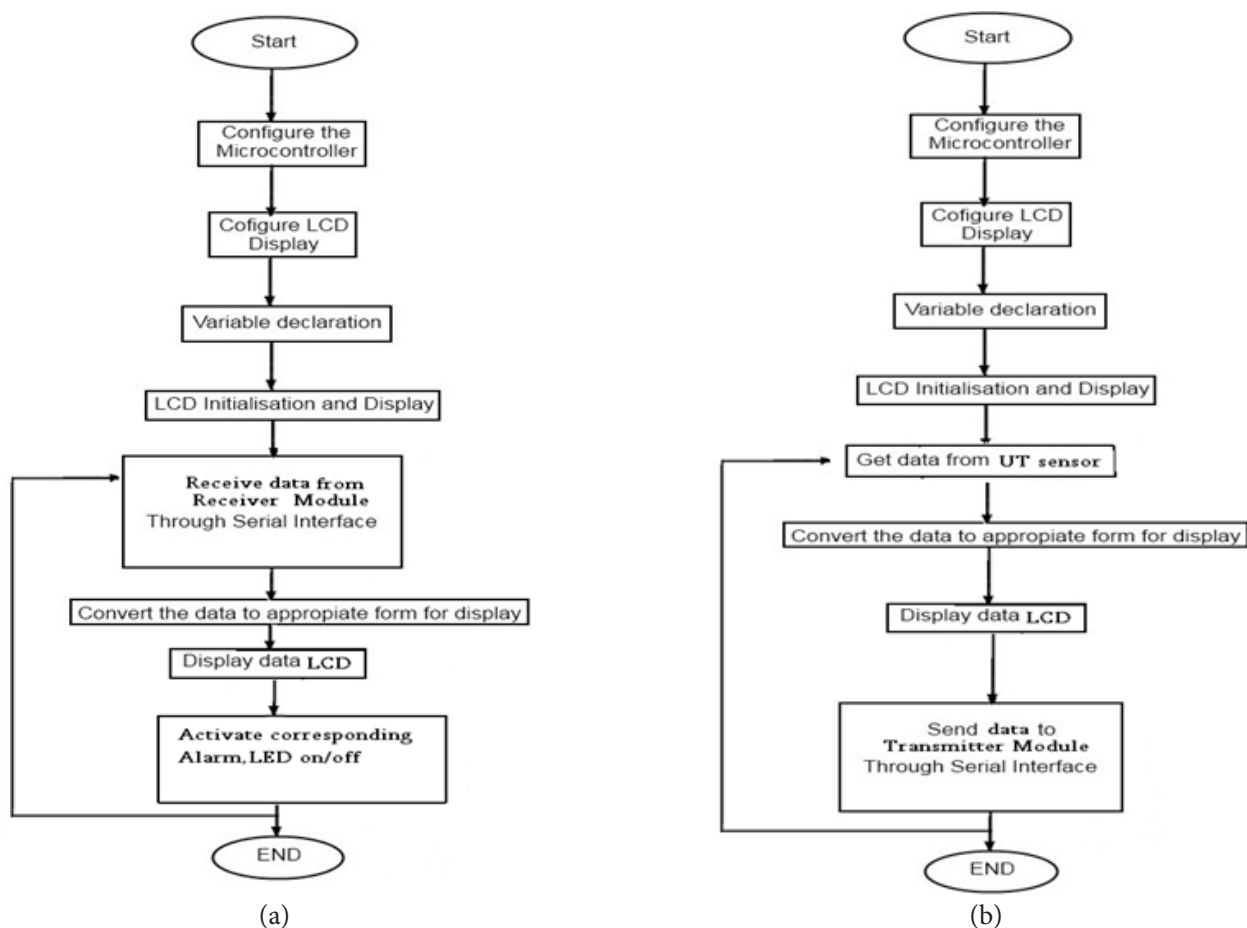 Start
Configure the
Microcontroller
Cofigure LCD
Display
Variable declaration
LCD Initialisation and Display
Receive data from
Receiver Module
Through Serial Interface
Convert the data to appropiate form for display
Display data LCD
Activate corresponding
Alarm,LED on/off
END
(a)
Start
Configure the
Microcontroller
Cofigure LCD
Display
Variable declaration
LCD Initialisation and Display
Get data from UT sensor
Convert the data to appropiate form for display
Display data LCD
Send data to
Transmitter Module
Through Serial Interface
END
(b)